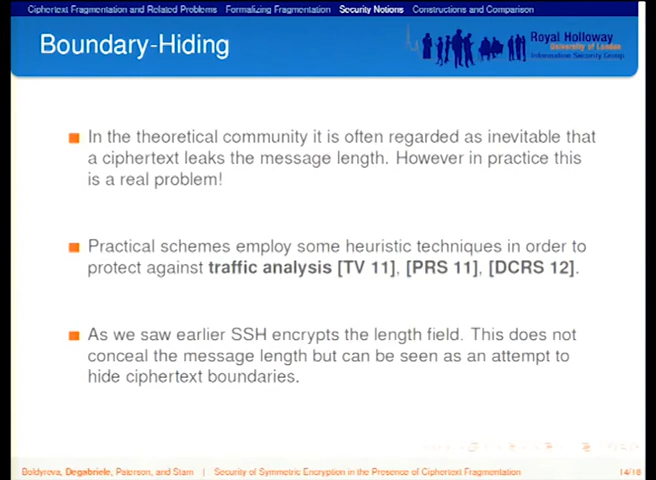 Ciphertext Fragmentation and Related Problems Formalizing Fragmentation Security Notions Constructions and Comparison
Boundary-Hiding
Royal Holloway
University of London
Information Security Group
In the theoretical community it is often regarded as inevitable that
a ciphertext leaks the message length. However in practice this
is a real problem!
Practical schemes employ some heuristic techniques in order to
protect against traffic analysis [TV 11], [PRS 11], [DCRS 12].
As we saw earlier SSH encrypts the length field. This does not
conceal the message length but can be seen as an attempt to
hide ciphertext boundaries.
Boldyreva, Degabriele, Paterson, and Stam | Security of Symmetric Encryption in the Presence of Ciphertext Fragmentation 14/18